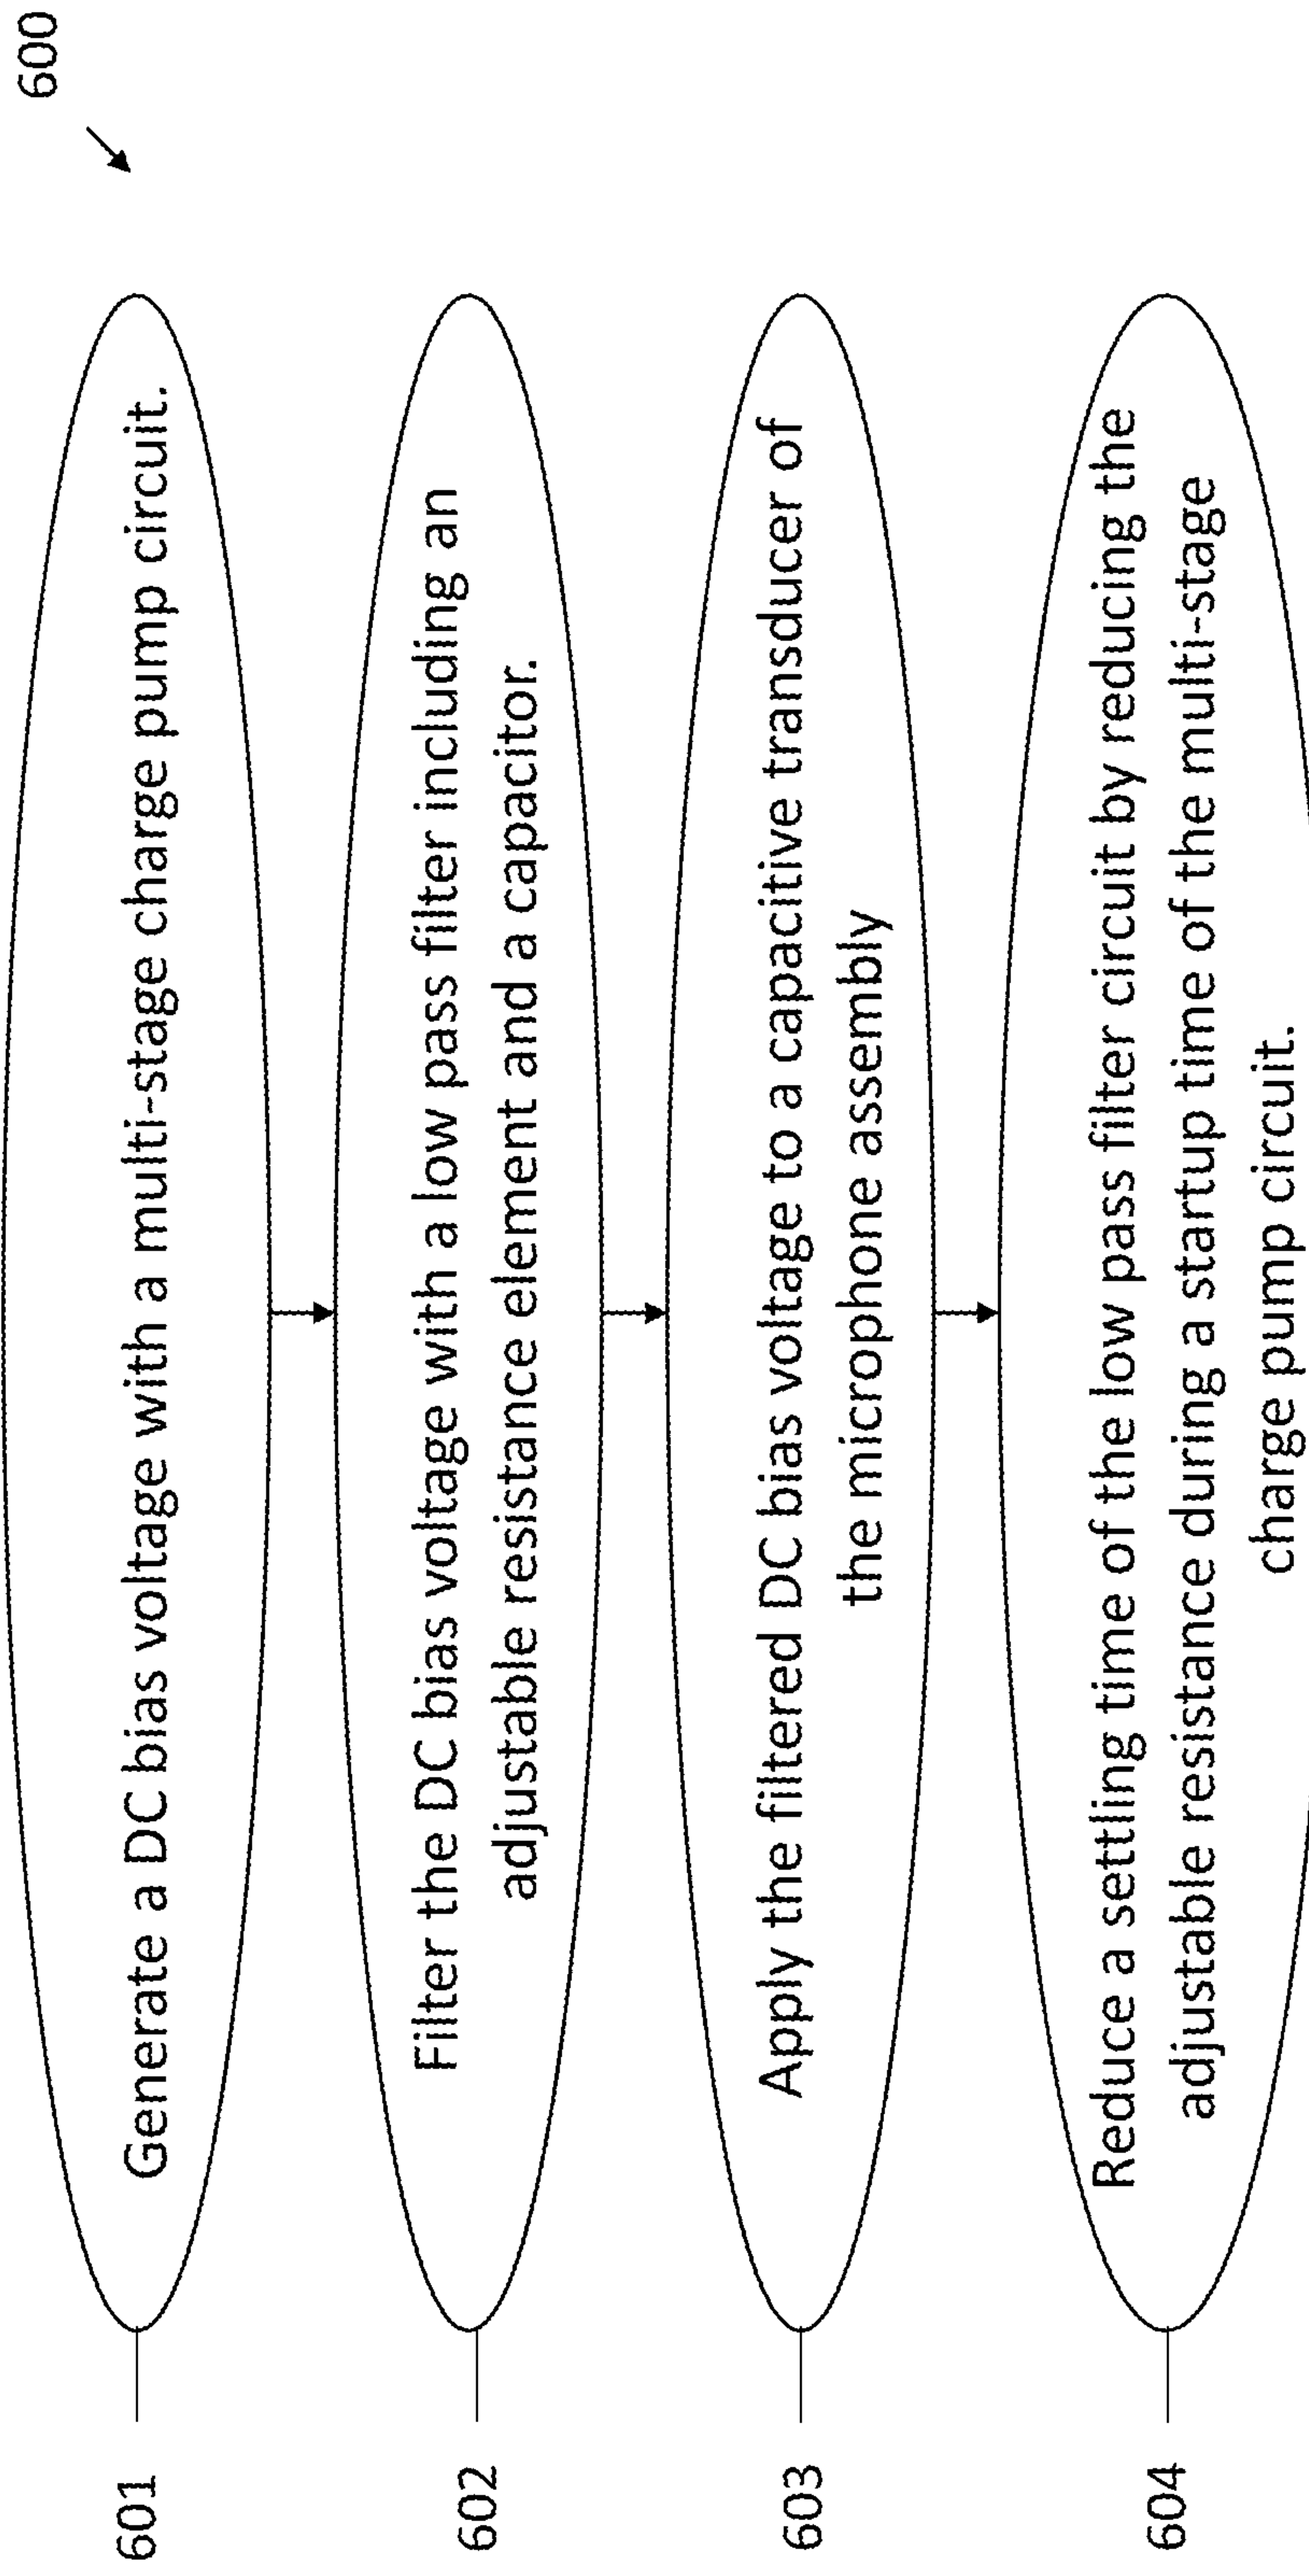 600
601
Generate a DC bias voltage with a multi-stage charge pump circuit.
602
Filter the DC bias voltage with a low pass filter including an
adjustable resistance element and a capacitor.
603
Apply the filtered DC bias voltage to a capacitive transducer of
the microphone assembly
604
Reduce a settling time of the low pass filter circuit by reducing the
adjustable resistance during a startup time of the multi-stage
charge pump circuit.